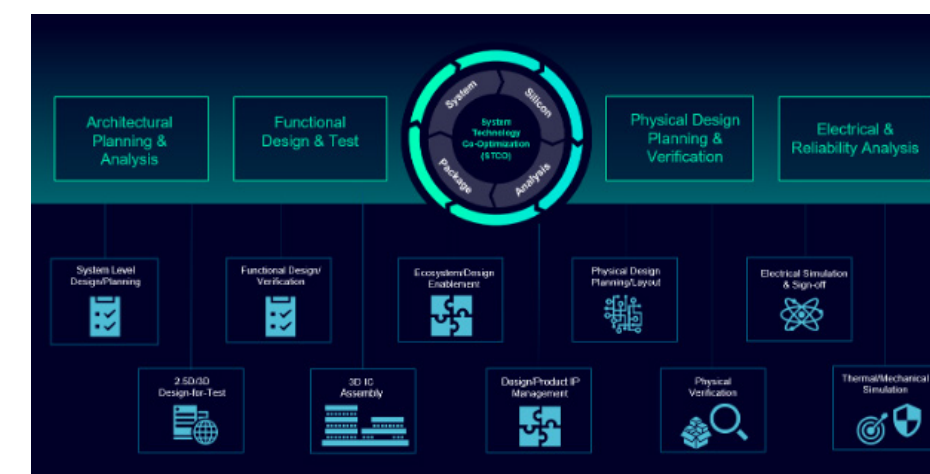 Architectural
Planning &
Analysis
Functional
Design & Test
System
Silicon
Analysis
Package
System
Technology
Co-Optimization
(STCO)
Physical Design
Planning &
Verification
Electrical &
Reliability Analysis
System Level
Design/Planning
Functional Design/
Verification
Ecosystem/Design
Enablement
Physical Design
Planning/Layout
Electrical Simulation
& Sign-off
2.5D/3D
Design-for-Test
3D IC
Assembly
Design/Product IP
Management
Physical
Verification
Thermal/Mechanical
Simulation